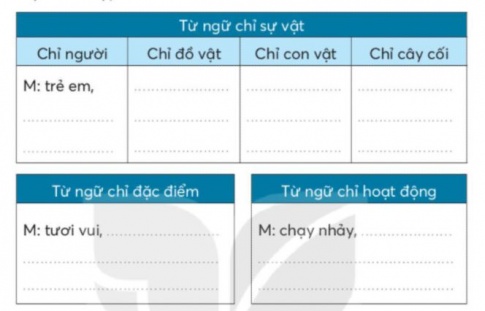 Từ ngữ chỉ sự vật
Chỉ người Chỉ đồ vật Chỉ con vật Chỉ cây cối
M: trẻ em,
Từ ngữ chỉ đặc điểm Từ ngữ chỉ hoạt động
M: tươi vui, M: chạy nhảy,